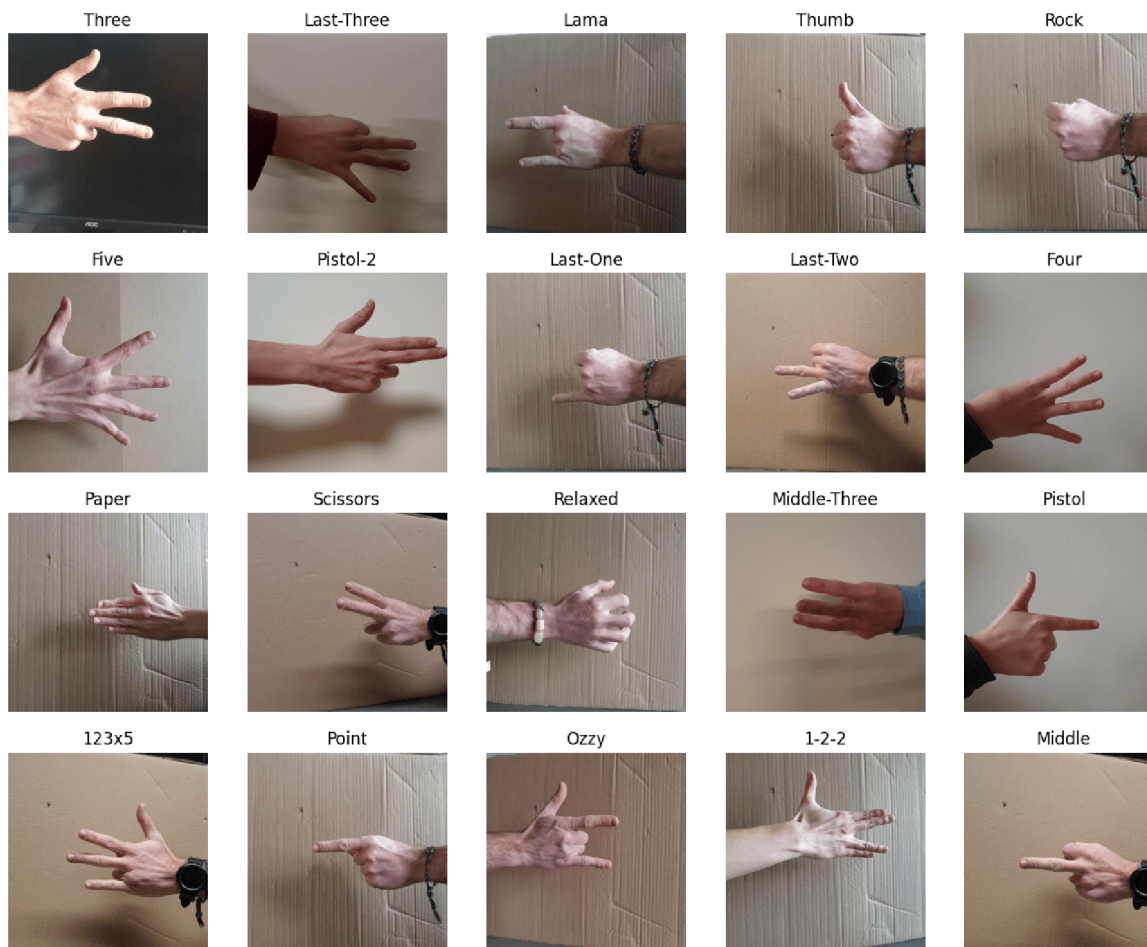 Three Last-Three Lama Thumb Rock
AOC
Five Pistol-2 Last-One Last-Two Four
Paper Scissors Relaxed Middle-Three Pistol
123x5 Point Ozzy 1-2-2 Middle